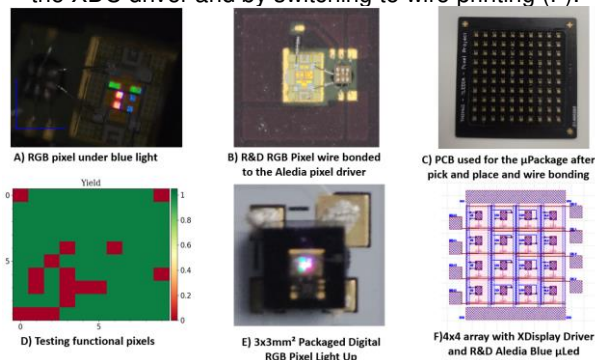 the XDC driver and by switching to wire printing (F).
A) RGB pixel under blue light
B) R&D RGB Pixel wire bonded
to the Aledia pixel driver
C) PCB used for the µPackage after
pick and place and wire bonding
Yield
0
5
0
5
1
0.8
0.6
0.4
0.2
0
D) Testing functional pixels
E) 3x3mm² Packaged Digital
RGB Pixel Light Up
F)4x4 array with XDisplay Driver
and R&D Aledia Blue µLed